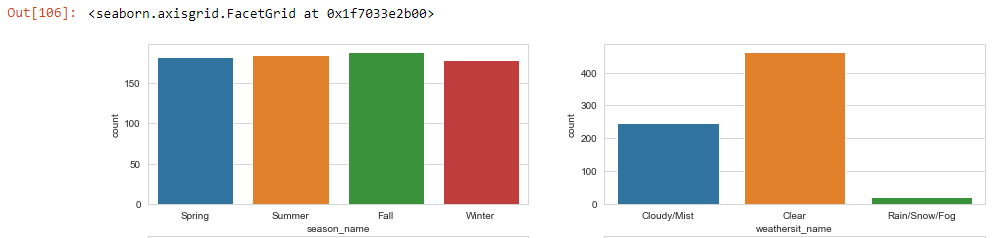 Out[106]: <seaborn.axisgrid.FacetGrid at 0x1f7033e2b00>
150
100
50
0
count
Spring Summer Fall Winter
season_name
400
300
200
100
0
count
Cloudy/Mist Clear Rain/Snow/Fog
weathersit_name